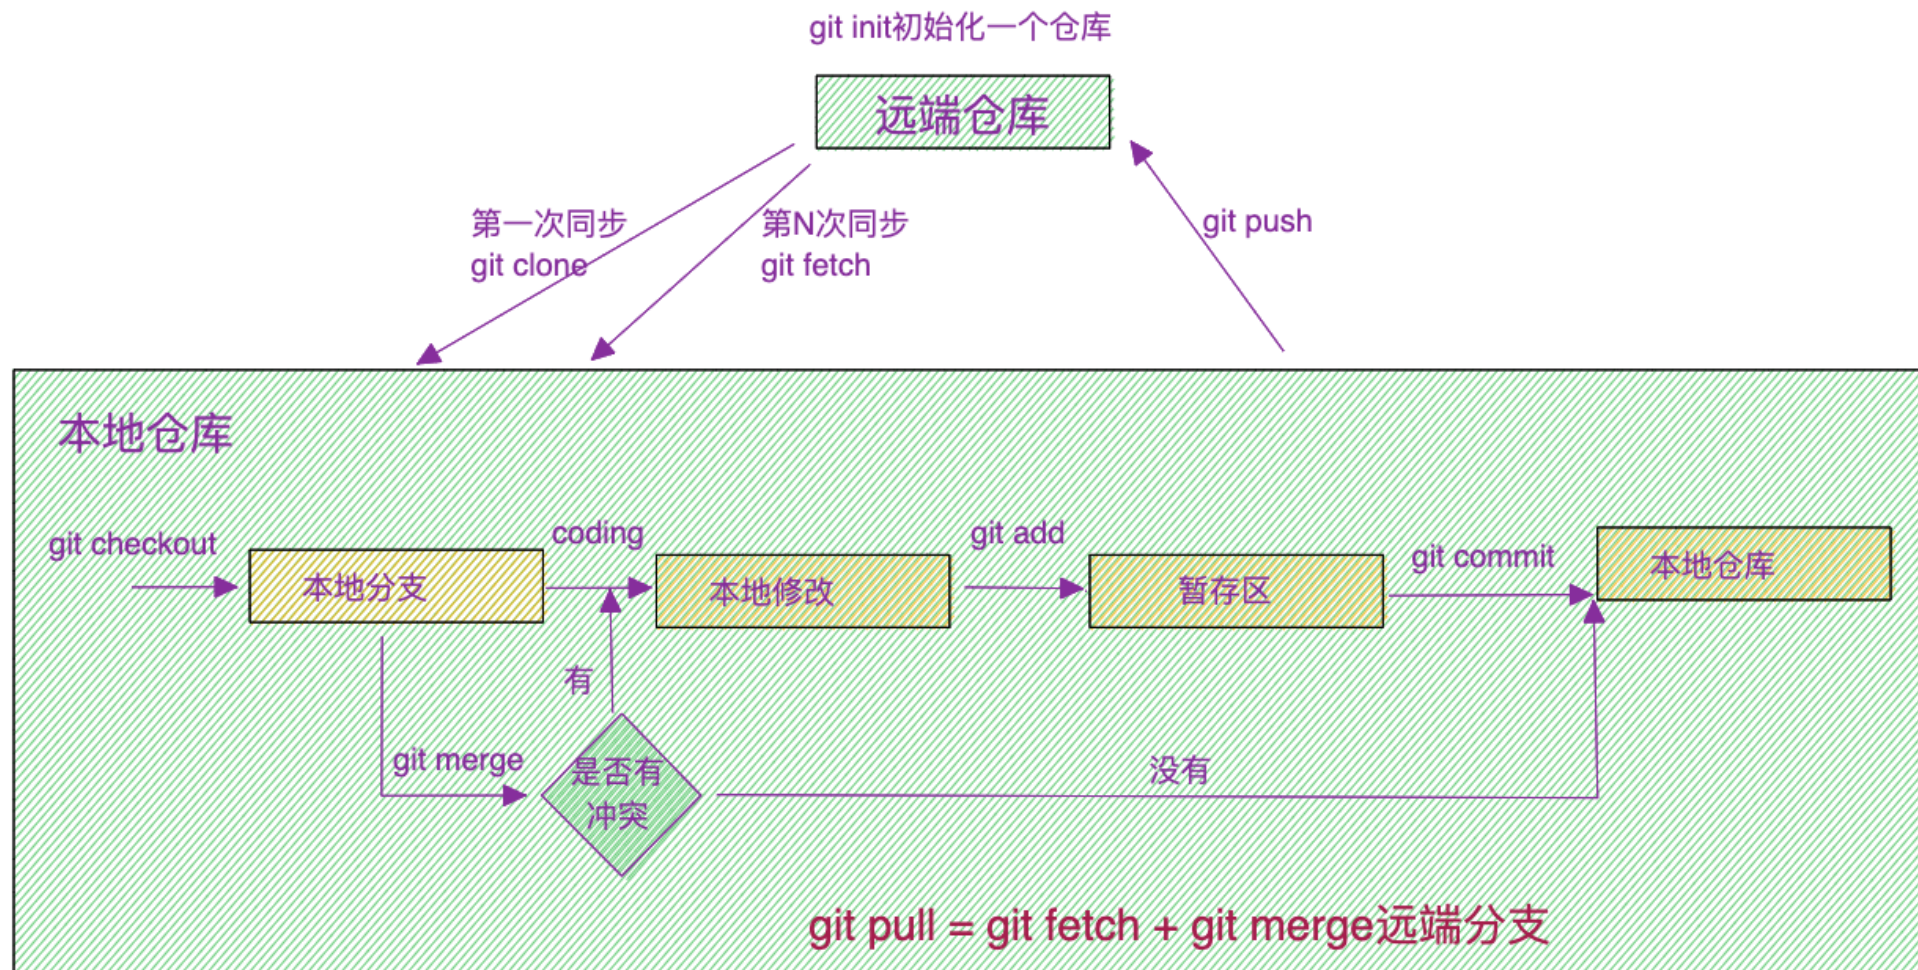 git init初始化一个仓库
远端仓库
第一次同步
git clone
第N次同步
git fetch
git push
本地仓库
git checkout
本地分支
coding
本地修改
git add
暂存区
git commit
本地仓库
有
git merge
是否有
冲突
没有
git pull = git fetch + git merge远端分支